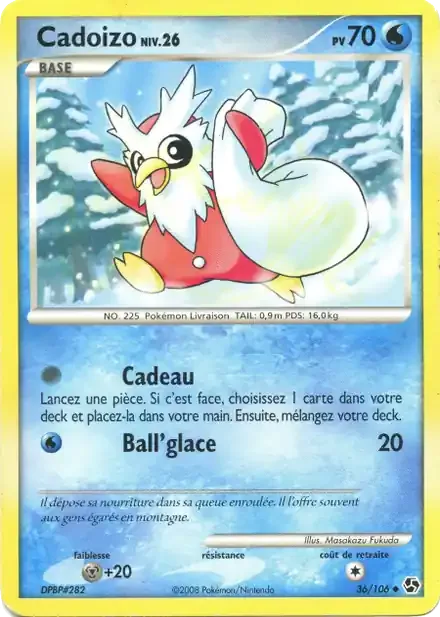 Cadoizo NIV.26 PV 70
BASE
NO. 225 Pokémon Livraison TAIL: 0,9m PDS: 16,0kg
Cadeau
Lancez une pièce. Si c'est face, choisissez 1 carte dans votre
deck et placez-la dans votre main. Ensuite, mélangez votre deck.
Ball'glace 20
Il dépose sa nourriture dans sa queue enroulée. Il l'offre souvent
aux gens égarés en montagne.
Illus. Masakazu Fukuda
faiblesse résistance coût de retraite
+20
DPBP#282 ©2008 Pokémon/Nintendo 36/106